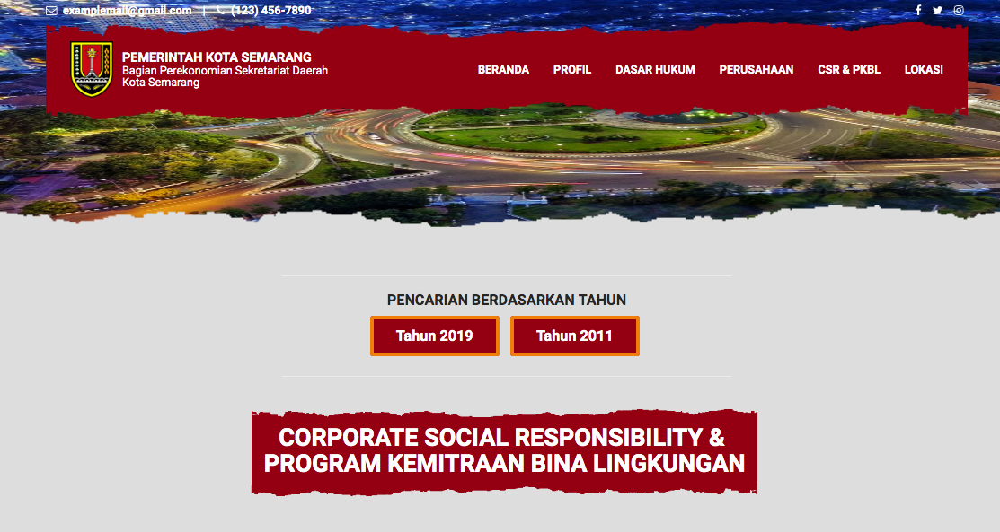 examplemail@gmail.com | (123) 456-7890
PEMERINTAH KOTA SEMARANG
Bagian Perekonomian Sekretariat Daerah
Kota Semarang
BERANDA PROFIL DASAR HUKUM PERUSAHAAN CSR & PKBL LOKASI
PENCARIAN BERDASARKAN TAHUN
Tahun 2019 Tahun 2011
CORPORATE SOCIAL RESPONSIBILITY &
PROGRAM KEMITRAAN BINA LINGKUNGAN